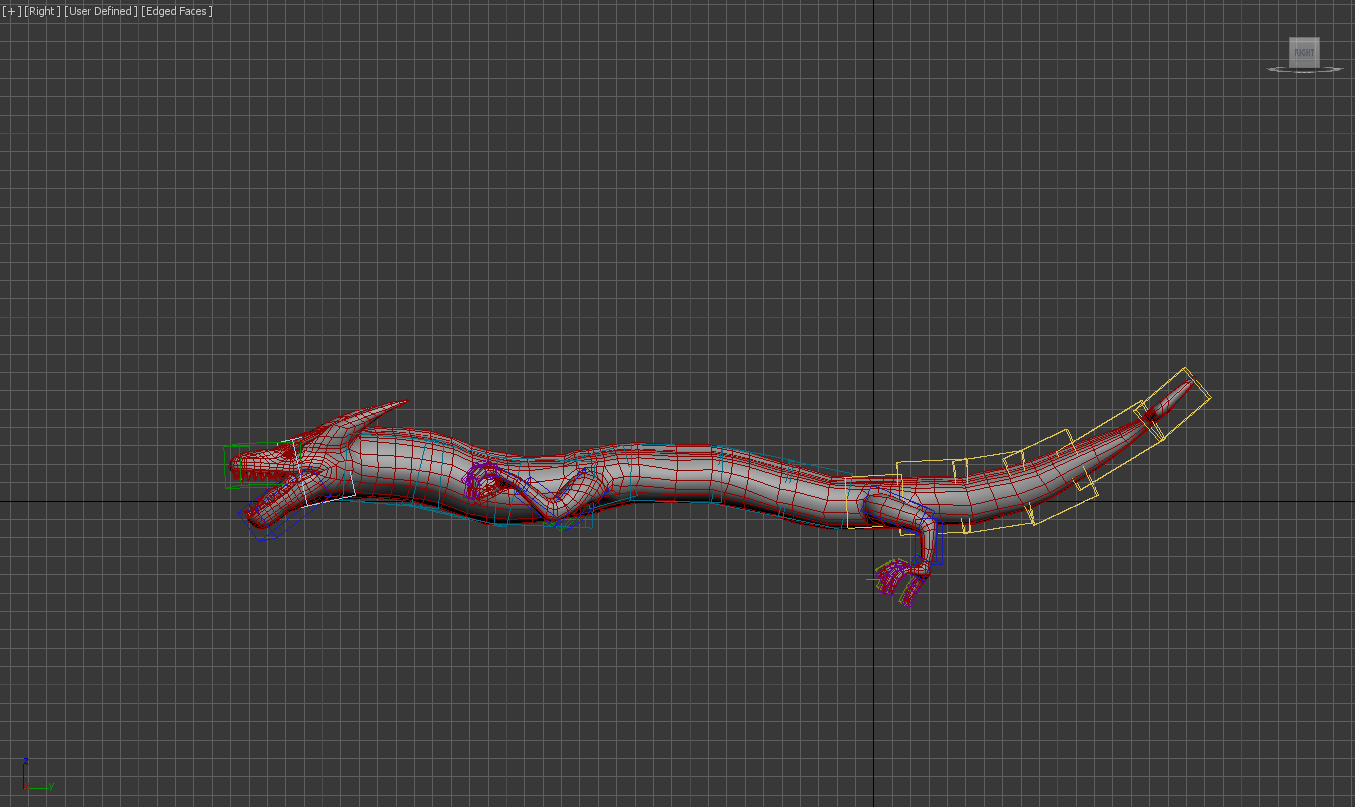 [+] [Right] [User Defined] [Edged Faces]
RIGHT
z
y